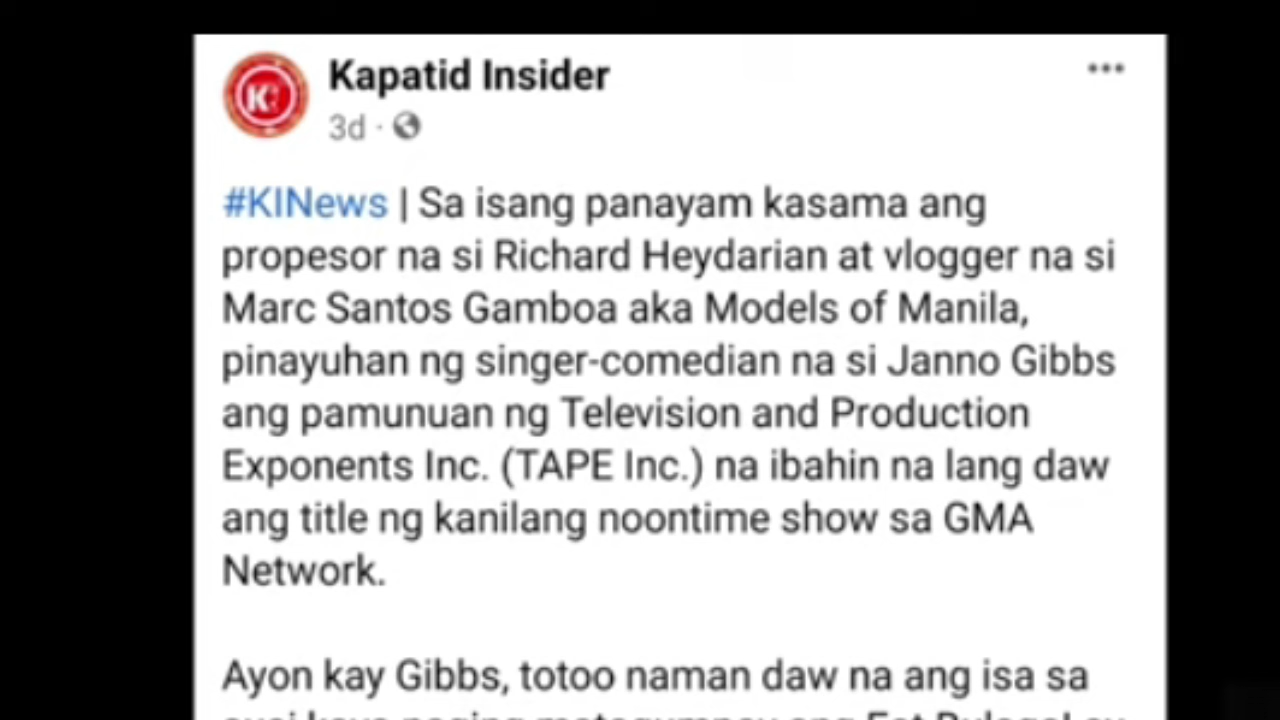 Kapatid Insider
3d ·
#KINews | Sa isang panayam kasama ang
propesor na si Richard Heydarian at vlogger na si
Marc Santos Gamboa aka Models of Manila,
pinayuhan ng singer-comedian na si Janno Gibbs
ang pamunuan ng Television and Production
Exponents Inc. (TAPE Inc.) na ibahin na lang daw
ang title ng kanilang noontime show sa GMA
Network.
Ayon kay Gibbs, totoo naman daw na ang isa sa